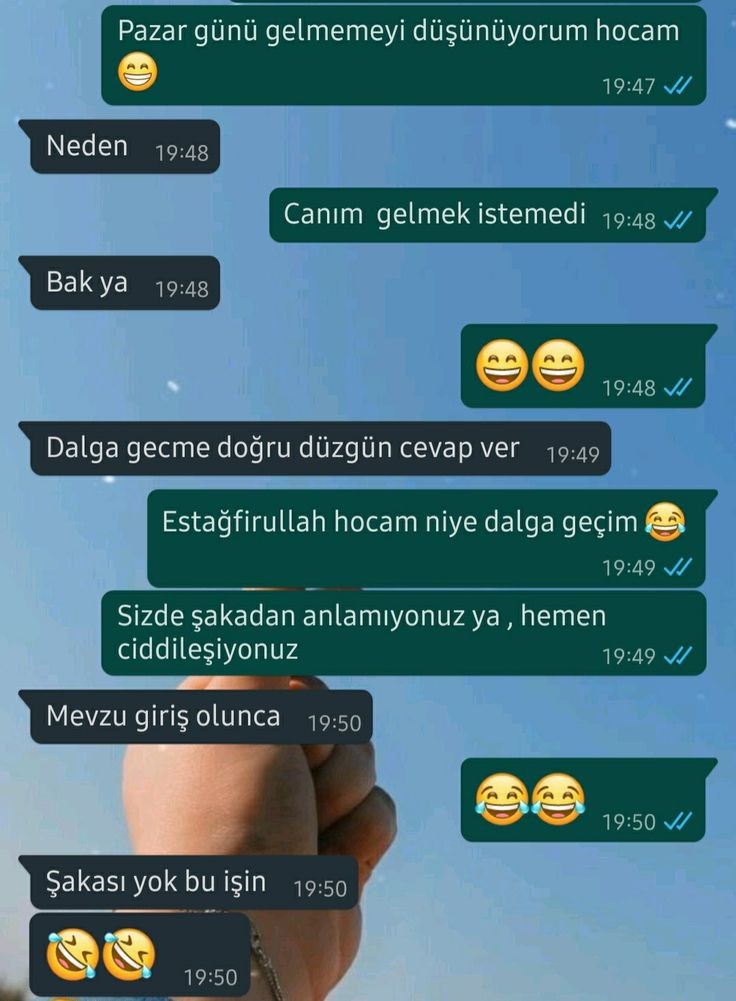 Pazar günü gelmemeyi düşünüyorum hocam
😁
19:47
Neden 19:48
Canım gelmek istemedi 19:48
Bak ya 19:48
😄😄 19:48
Dalga gecme doğru düzgün cevap ver 19:49
Estağfirullah hocam niye dalga geçim 😂
19:49
Sizde şakadan anlamıyonuz ya , hemen
ciddileşiyonuz 19:49
Mevzu giriş olunca 19:50
😂😂 19:50
Şakası yok bu işin 19:50
🤣🤣 19:50